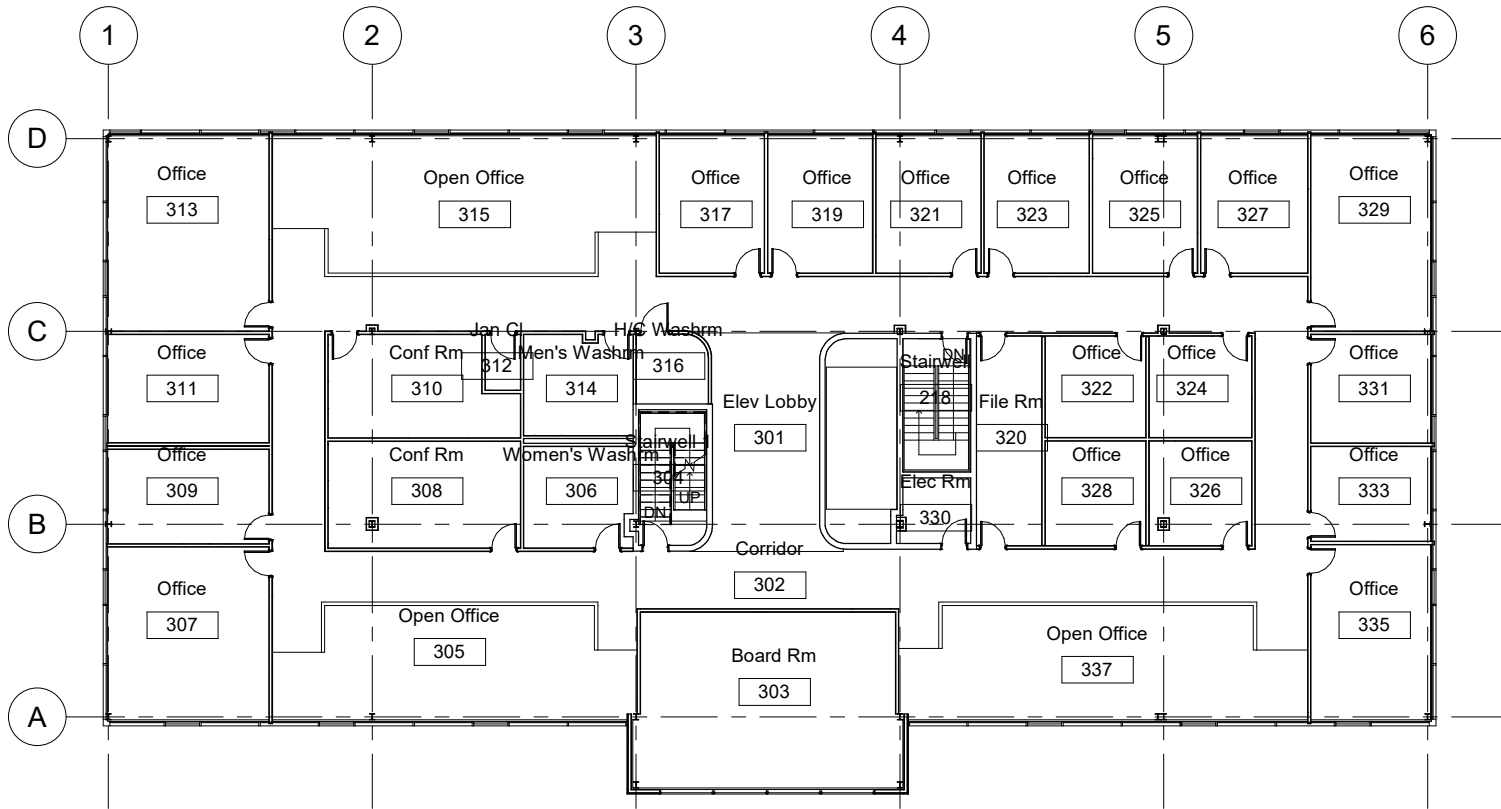 1
2
3
4
5
6
D
C
B
A
Office
313
Open Office
315
Office
317
Office
319
Office
321
Office
323
Office
325
Office
327
Office
329
Office
311
Conf Rm
310
Jan Cl
312
Men's Washrm
314
H/C Washrm
316
Elev Lobby
301
Stairwell
218
DN
File Rm
320
Office
322
Office
324
Office
331
Office
309
Conf Rm
308
Women's Washrm
306
Stairwell 1
304
UP
DN
Elec Rm
330
Office
328
Office
326
Office
333
Corridor
302
Office
307
Open Office
305
Board Rm
303
Open Office
337
Office
335